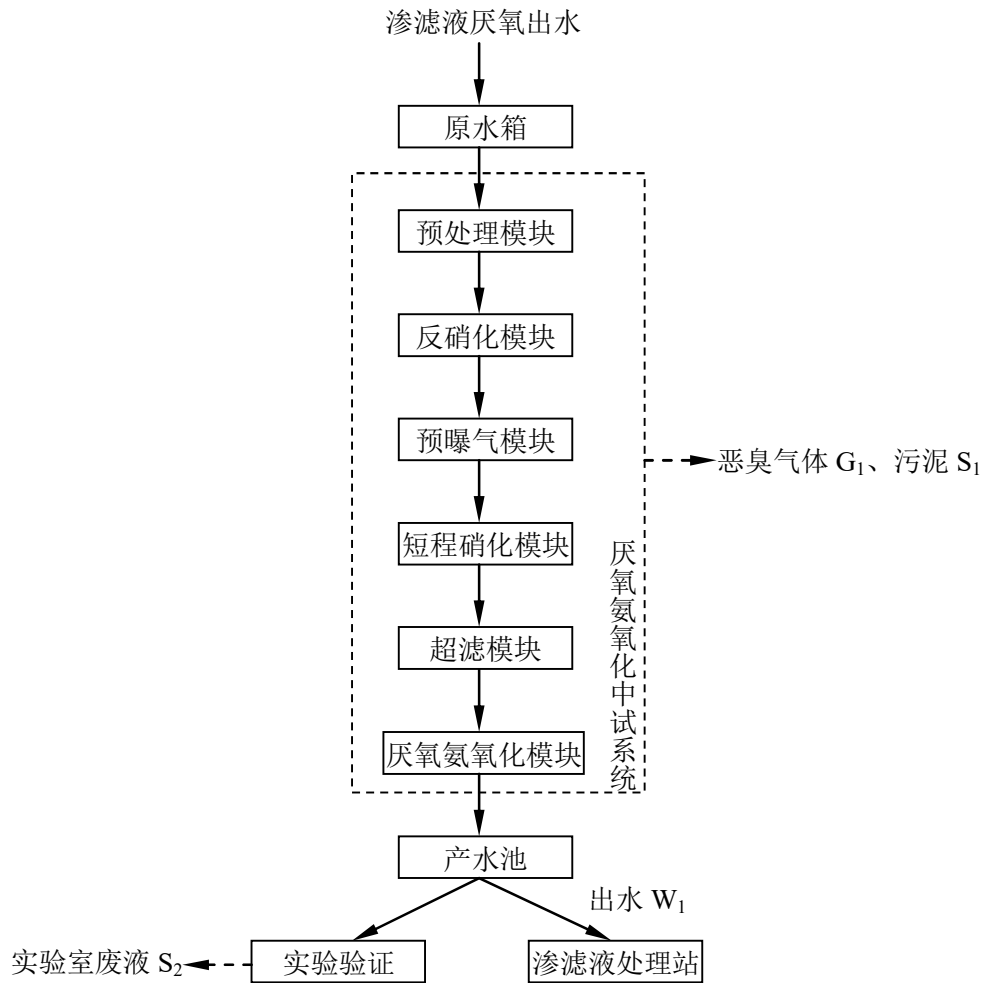 渗滤液厌氧出水
原水箱
预处理模块
反硝化模块
预曝气模块
恶臭气体 G₁、污泥 S₁
短程硝化模块
超滤模块
厌氧氨氧化中试系统
厌氧氨氧化模块
产水池
出水 W₁
实验室废液 S₂
实验验证
渗滤液处理站